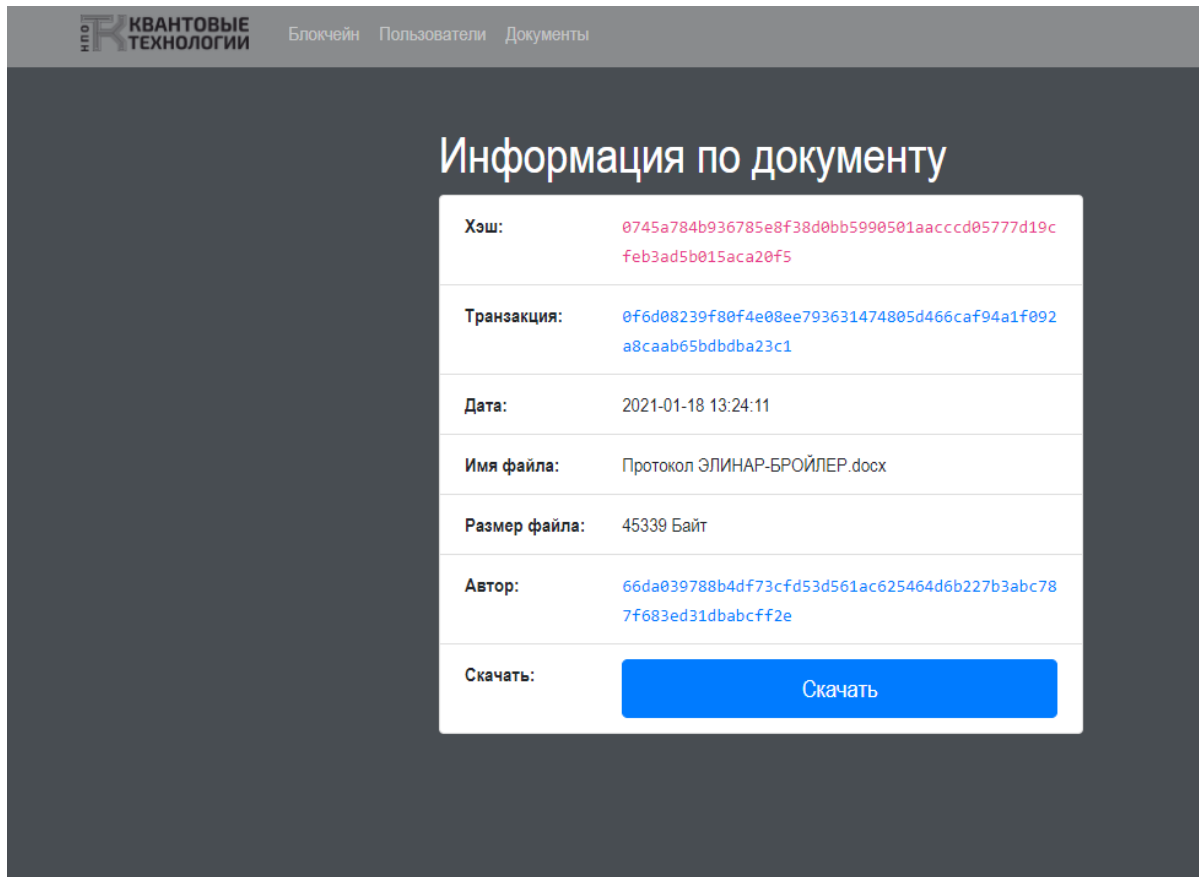 НПО ТК КВАНТОВЫЕ
ТЕХНОЛОГИИ
Блокчейн Пользователи Документы
Информация по документу
Хэш: 0745a784b936785e8f38d0bb5990501aacccd05777d19c
feb3ad5b015aca20f5
Транзакция: 0f6d08239f80f4e08ee793631474805d466caf94a1f092
a8caab65bdbdba23c1
Дата: 2021-01-18 13:24:11
Имя файла: Протокол ЭЛИНАР-БРОЙЛЕР.docx
Размер файла: 45339 Байт
Автор: 66da039788b4df73cfd53d561ac625464d6b227b3abc78
7f683ed31dbabcff2e
Скачать: Скачать